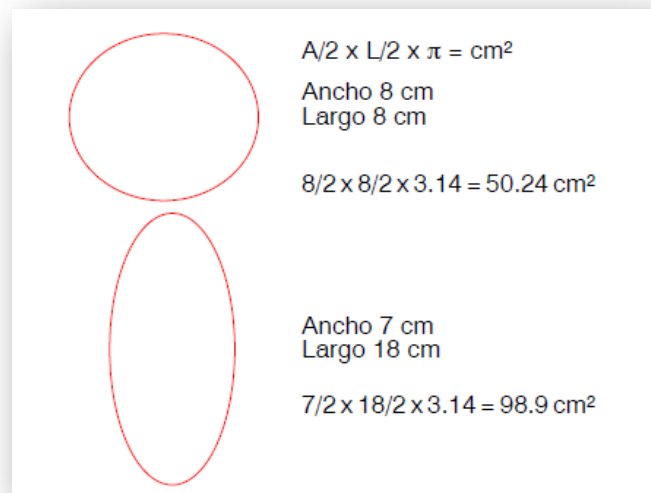 A/2 x L/2 x π = cm²
Ancho 8 cm
Largo 8 cm
8/2 x 8/2 x 3.14 = 50.24 cm²
Ancho 7 cm
Largo 18 cm
7/2 x 18/2 x 3.14 = 98.9 cm²